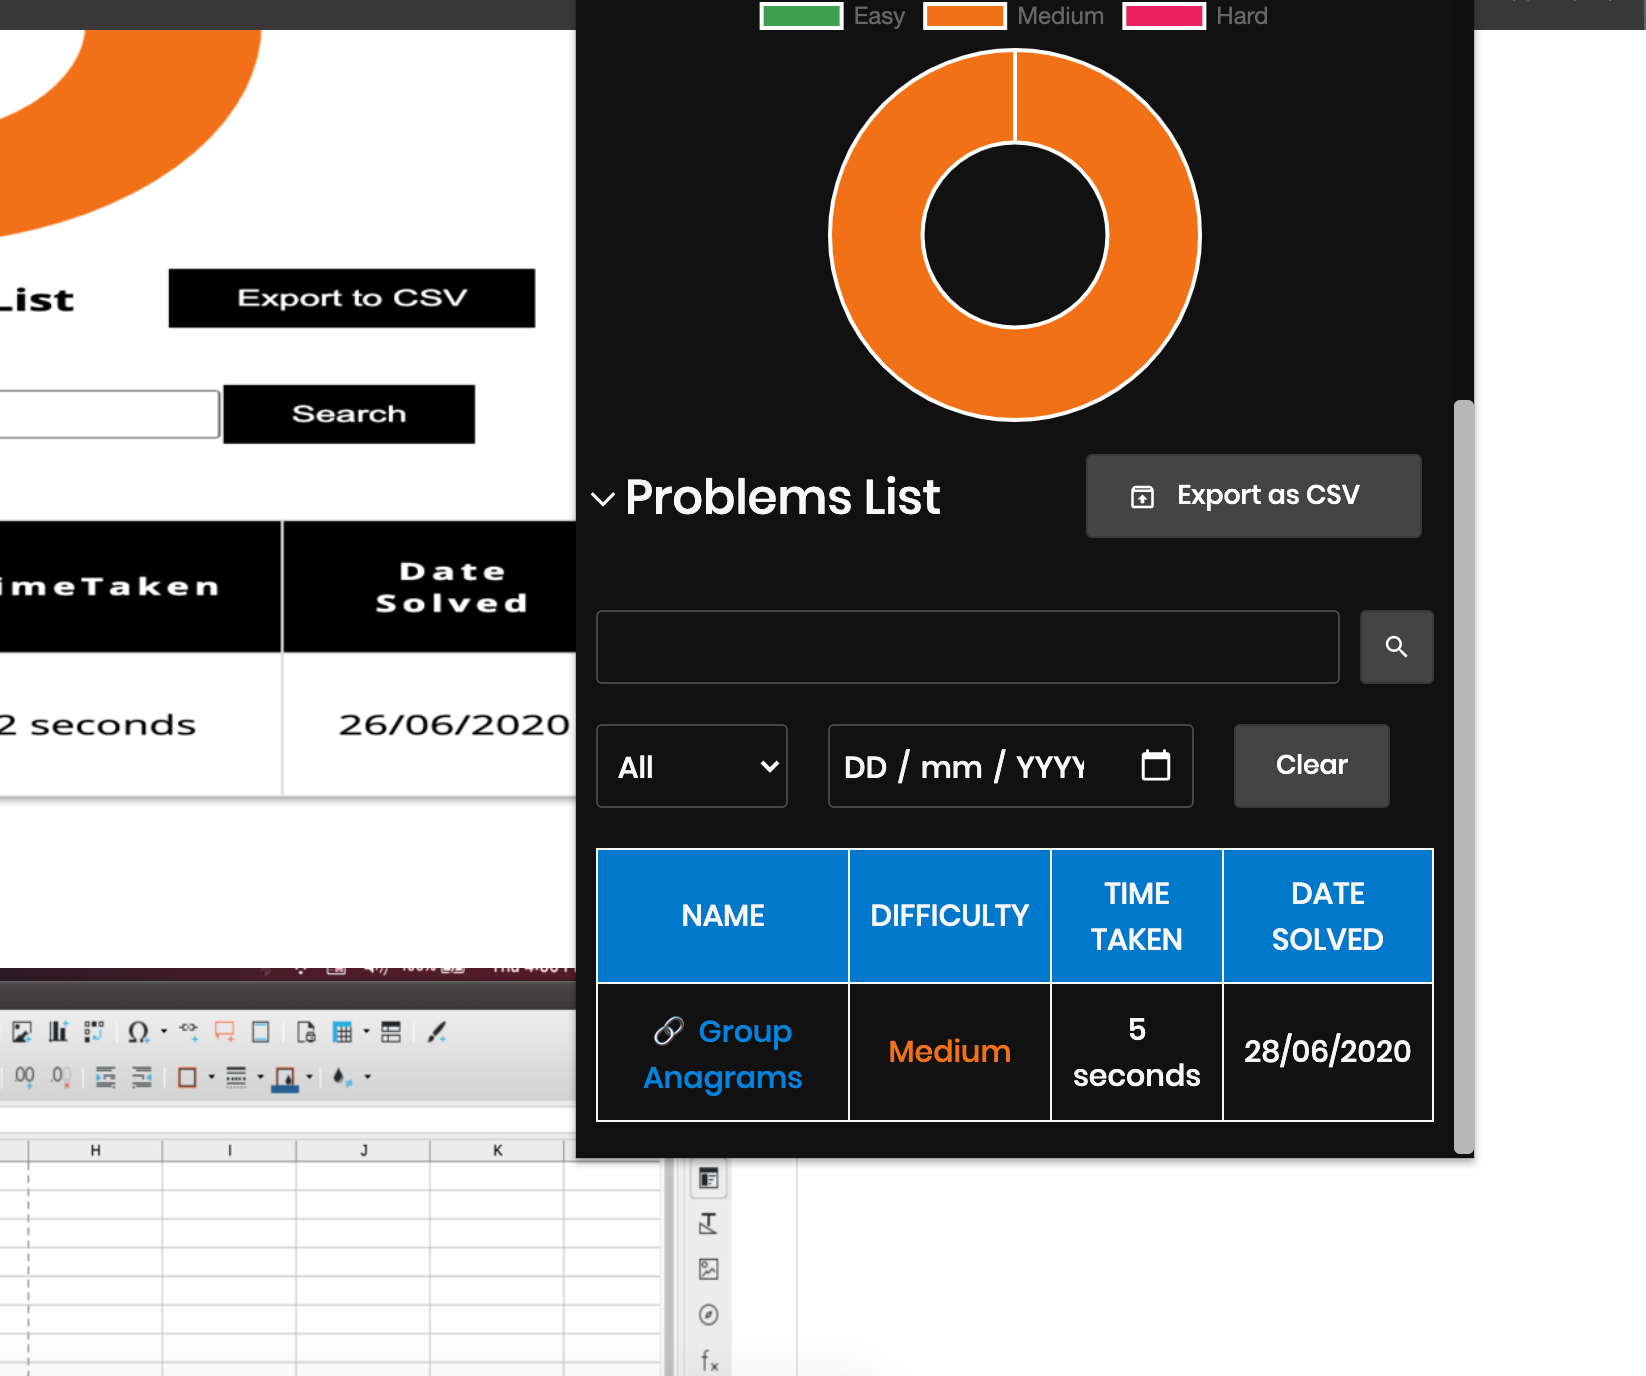 Easy Medium Hard
List
Export to CSV
Search
imeTaken
Date
Solved
2 seconds
26/06/2020
Problems List
Export as CSV
All
DD / mm / YYYY
Clear
NAME
DIFFICULTY
TIME
TAKEN
DATE
SOLVED
Group
Anagrams
Medium
5
seconds
28/06/2020
H I J K